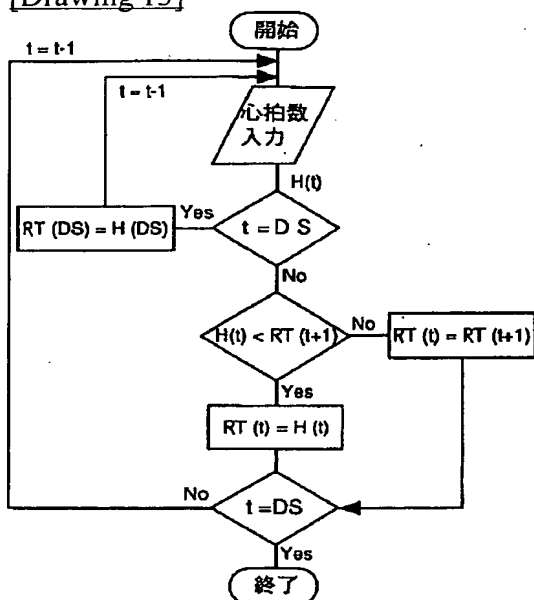 [Drawing 15]
開始
t = t-1
t = t-1
心拍数
入力
H(t)
RT (DS) = H (DS)
Yes
t = D S
No
H(t) < RT (t+1)
No
RT (t) = RT (t+1)
Yes
RT (t) = H (t)
No
t =DS
Yes
終了